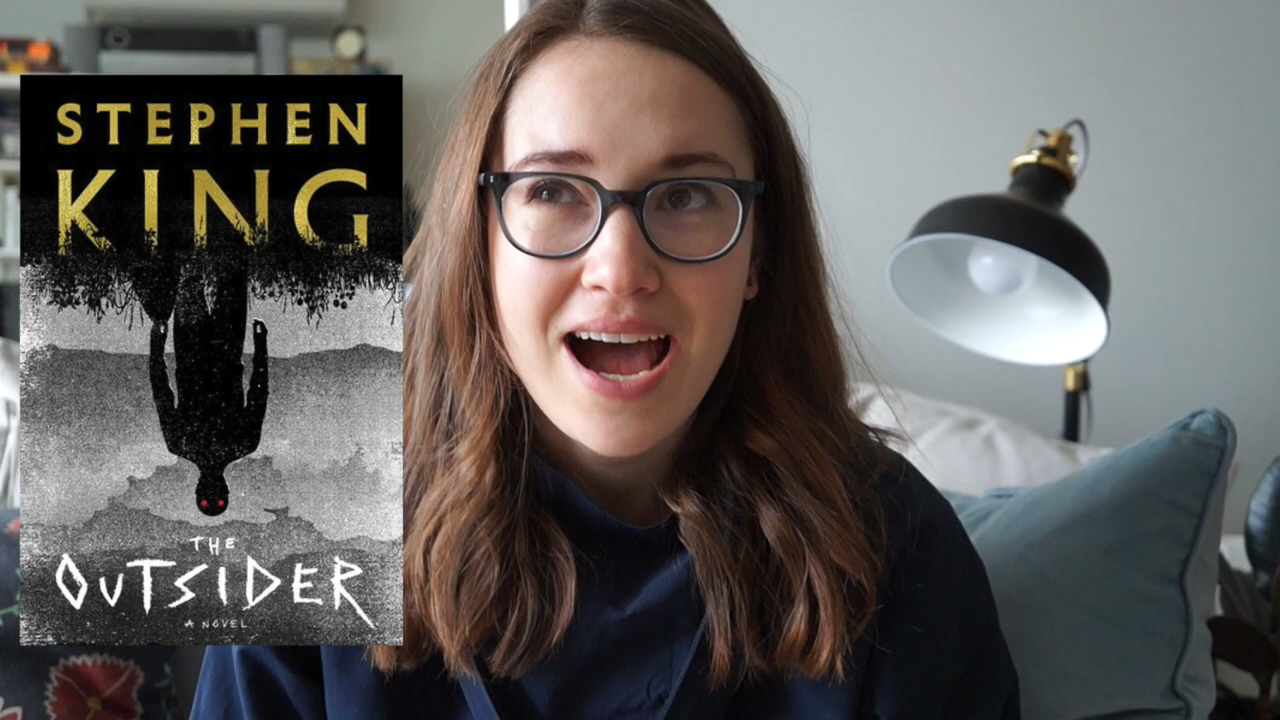 STEPHEN
KING
THE
OUTSIDER
A NOVEL